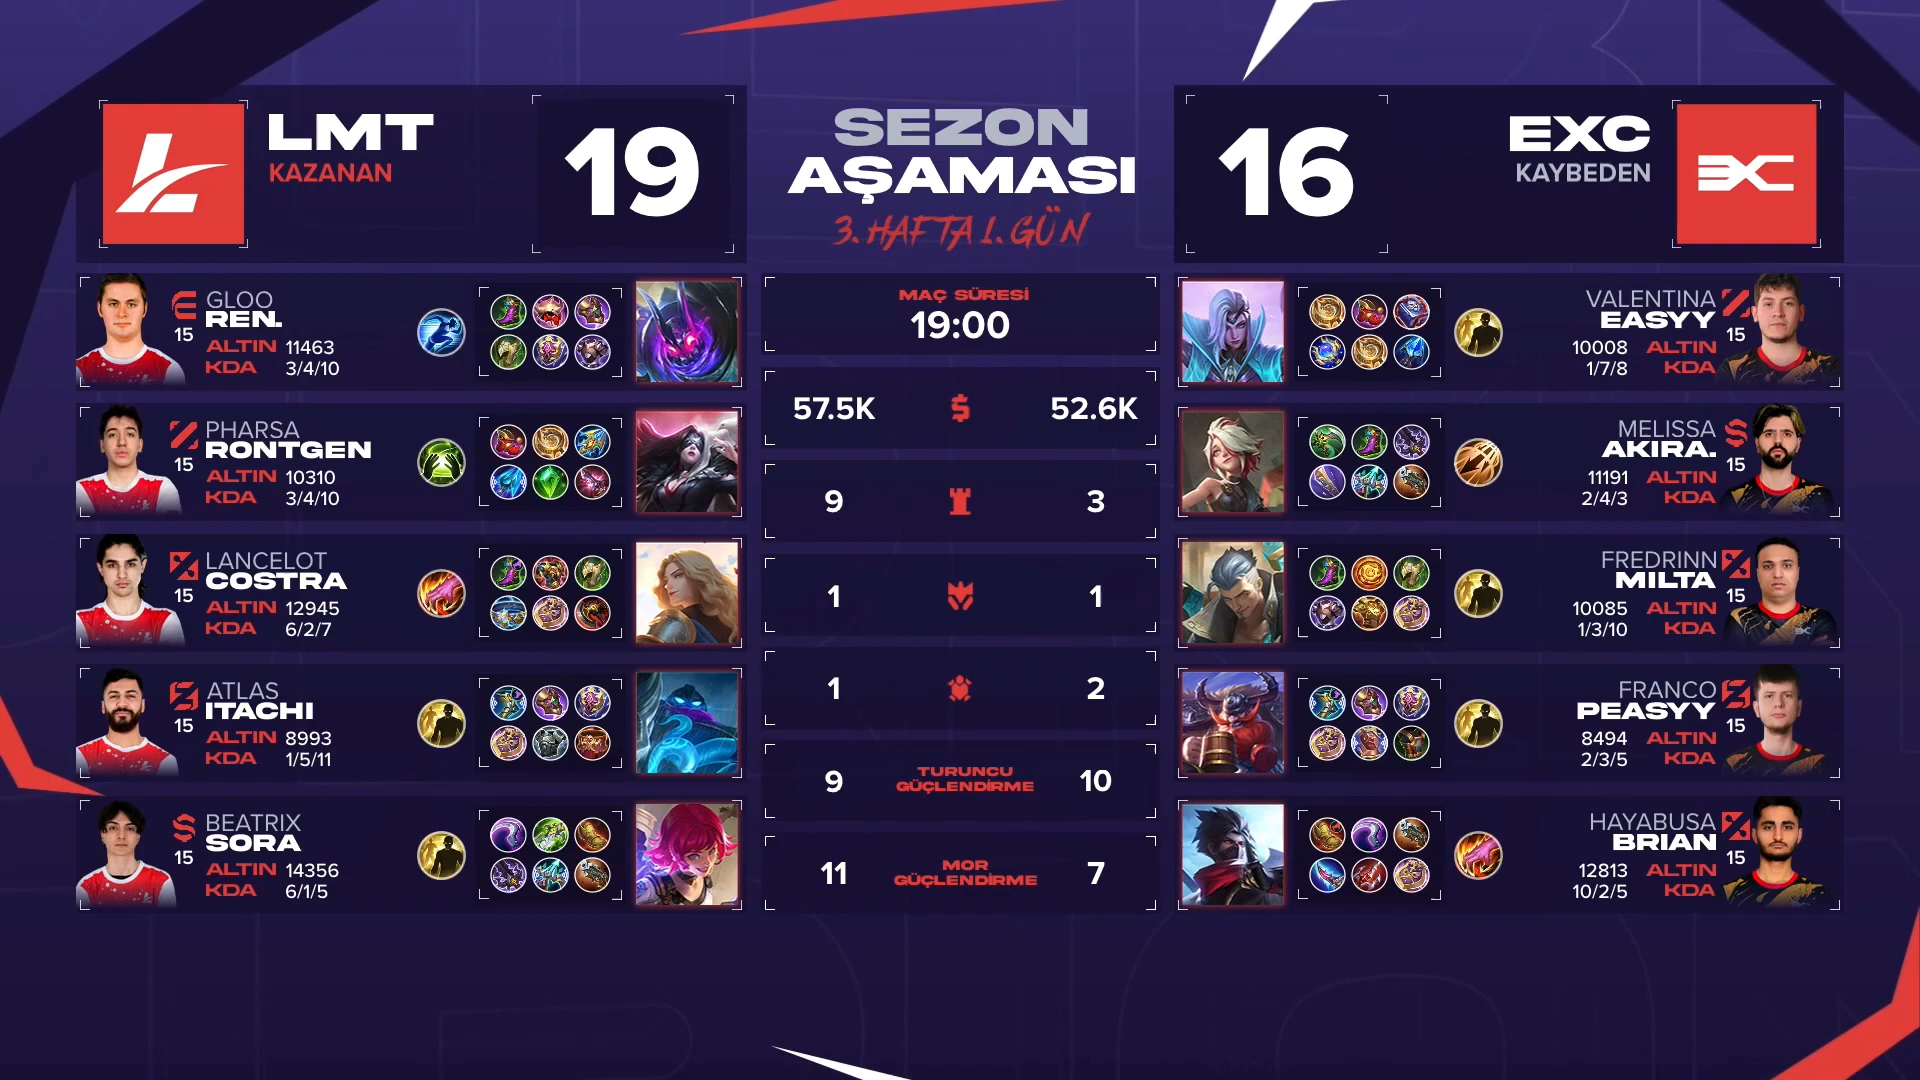 LMT
KAZANAN
19
SEZON
AŞAMASI
3. HAFTA 1. GÜN
16
EXC
KAYBEDEN
GLOO
REN.
15
ALTIN 11463
KDA 3/4/10
PHARSA
RONTGEN
15
ALTIN 10310
KDA 3/4/10
LANCELOT
COSTRA
15
ALTIN 12945
KDA 6/2/7
ATLAS
ITACHI
15
ALTIN 8993
KDA 1/5/11
BEATRIX
SORA
15
ALTIN 14356
KDA 6/1/5
MAÇ SÜRESİ
19:00
57.5K $ 52.6K
9 3
1 1
1 2
9 TURUNCU GÜÇLENDİRME 10
11 MOR GÜÇLENDİRME 7
VALENTINA
EASYY
15
10008 ALTIN
1/7/8 KDA
MELISSA
AKIRA.
15
11191 ALTIN
2/4/3 KDA
FREDRINN
MILTA
15
10085 ALTIN
1/3/10 KDA
FRANCO
PEASYY
15
8494 ALTIN
2/3/5 KDA
HAYABUSA
BRIAN
15
12813 ALTIN
10/2/5 KDA